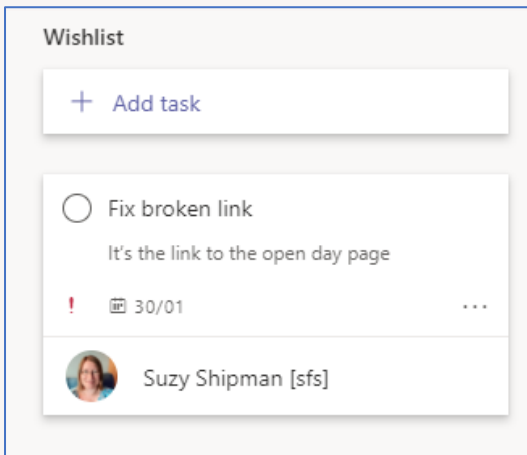 Wishlist
+ Add task
Fix broken link
It's the link to the open day page
! 30/01 ...
Suzy Shipman [sfs]